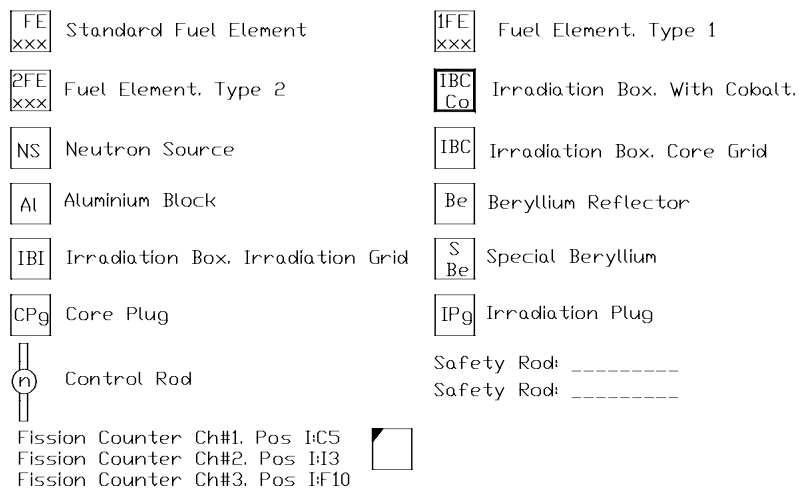 FE xxx Standard Fuel Element
1FE xxx Fuel Element. Type 1
2FE xxx Fuel Element. Type 2
IBC Co Irradiation Box. With Cobalt.
NS Neutron Source
IBC Irradiation Box. Core Grid
Al Aluminium Block
Be Beryllium Reflector
IBI Irradiation Box. Irradiation Grid
S Be Special Beryllium
CPg Core Plug
IPg Irradiation Plug
n Control Rod
Safety Rod: _________
Safety Rod: _________
Fission Counter Ch#1. Pos I:C5
Fission Counter Ch#2. Pos I:I3
Fission Counter Ch#3. Pos I:F10